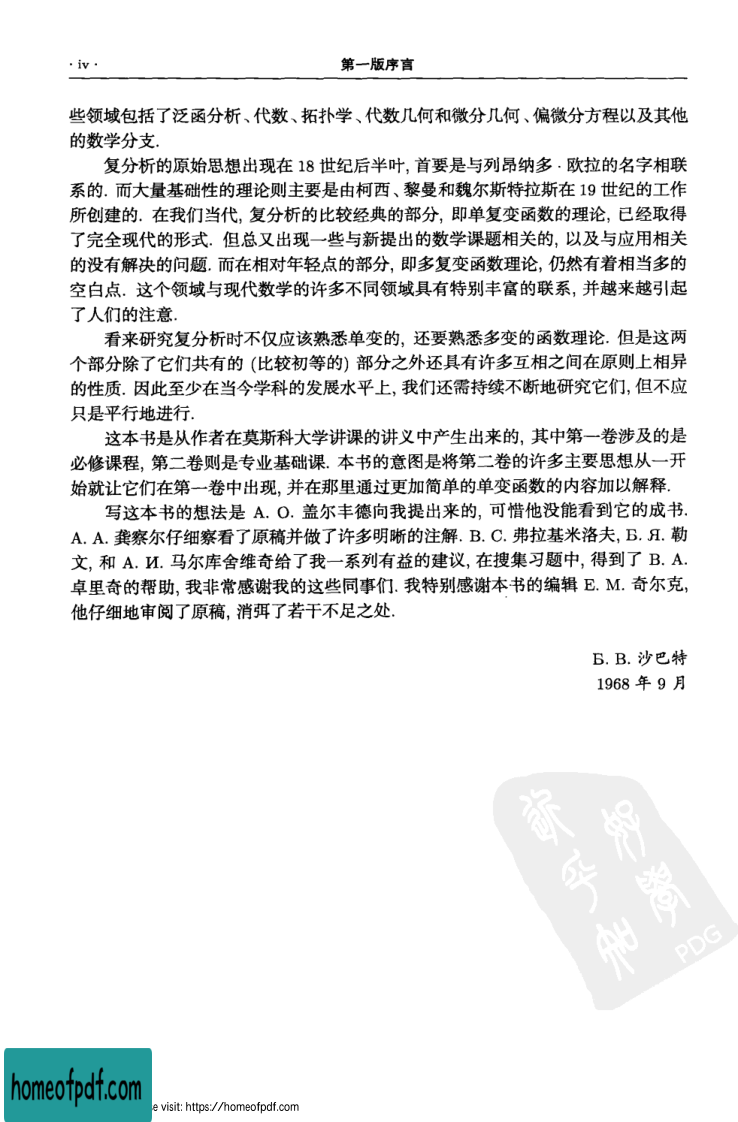 · iv ·
第一版序言
些领域包括了泛函分析、代数、拓扑学、代数几何和微分几何、偏微分方程以及其他
的数学分支.
复分析的原始思想出现在 18 世纪后半叶, 首要是与列昂纳多 · 欧拉的名字相联
系的. 而大量基础性的理论则主要是由柯西、黎曼和魏尔斯特拉斯在 19 世纪的工作
所创建的. 在我们当代, 复分析的比较经典的部分, 即单复变函数的理论, 已经取得
了完全现代的形式. 但总又出现一些与新提出的数学课题相关的, 以及与应用相关
的没有解决的问题. 而在相对年轻点的部分, 即多复变函数理论, 仍然有着相当多的
空白点. 这个领域与现代数学的许多不同领域具有特别丰富的联系, 并越来越引起
了人们的注意.
看来研究复分析时不仅应该熟悉单变的, 还要熟悉多变的函数理论. 但是这两
个部分除了它们共有的 (比较初等的) 部分之外还具有许多互相之间在原则上相异
的性质. 因此至少在当今学科的发展水平上, 我们还需持续不断地研究它们, 但不应
只是平行地进行.
这本书是从作者在莫斯科大学讲课的讲义中产生出来的, 其中第一卷涉及的是
必修课程, 第二卷则是专业基础课. 本书的意图是将第二卷的许多主要思想从一开
始就让它们在第一卷中出现, 并在那里通过更加简单的单变函数的内容加以解释.
写这本书的想法是 А. О. 盖尔丰德向我提出来的, 可惜他没能看到它的成书.
А. А. 龚察尔仔细察看了原稿并做了许多明晰的注解. В. С. 弗拉基米洛夫, Б. Я. 勒
文, 和 А. И. 马尔库舍维奇给了我一系列有益的建议, 在搜集习题中, 得到了 В. А.
卓里奇的帮助, 我非常感谢我的这些同事们. 我特别感谢本书的编辑 Е. М. 奇尔克,
他仔细地审阅了原稿, 消弭了若干不足之处.
Б. В. 沙巴特
1968 年 9 月
PDG
homeofpdf.com
e visit: https://homeofpdf.com